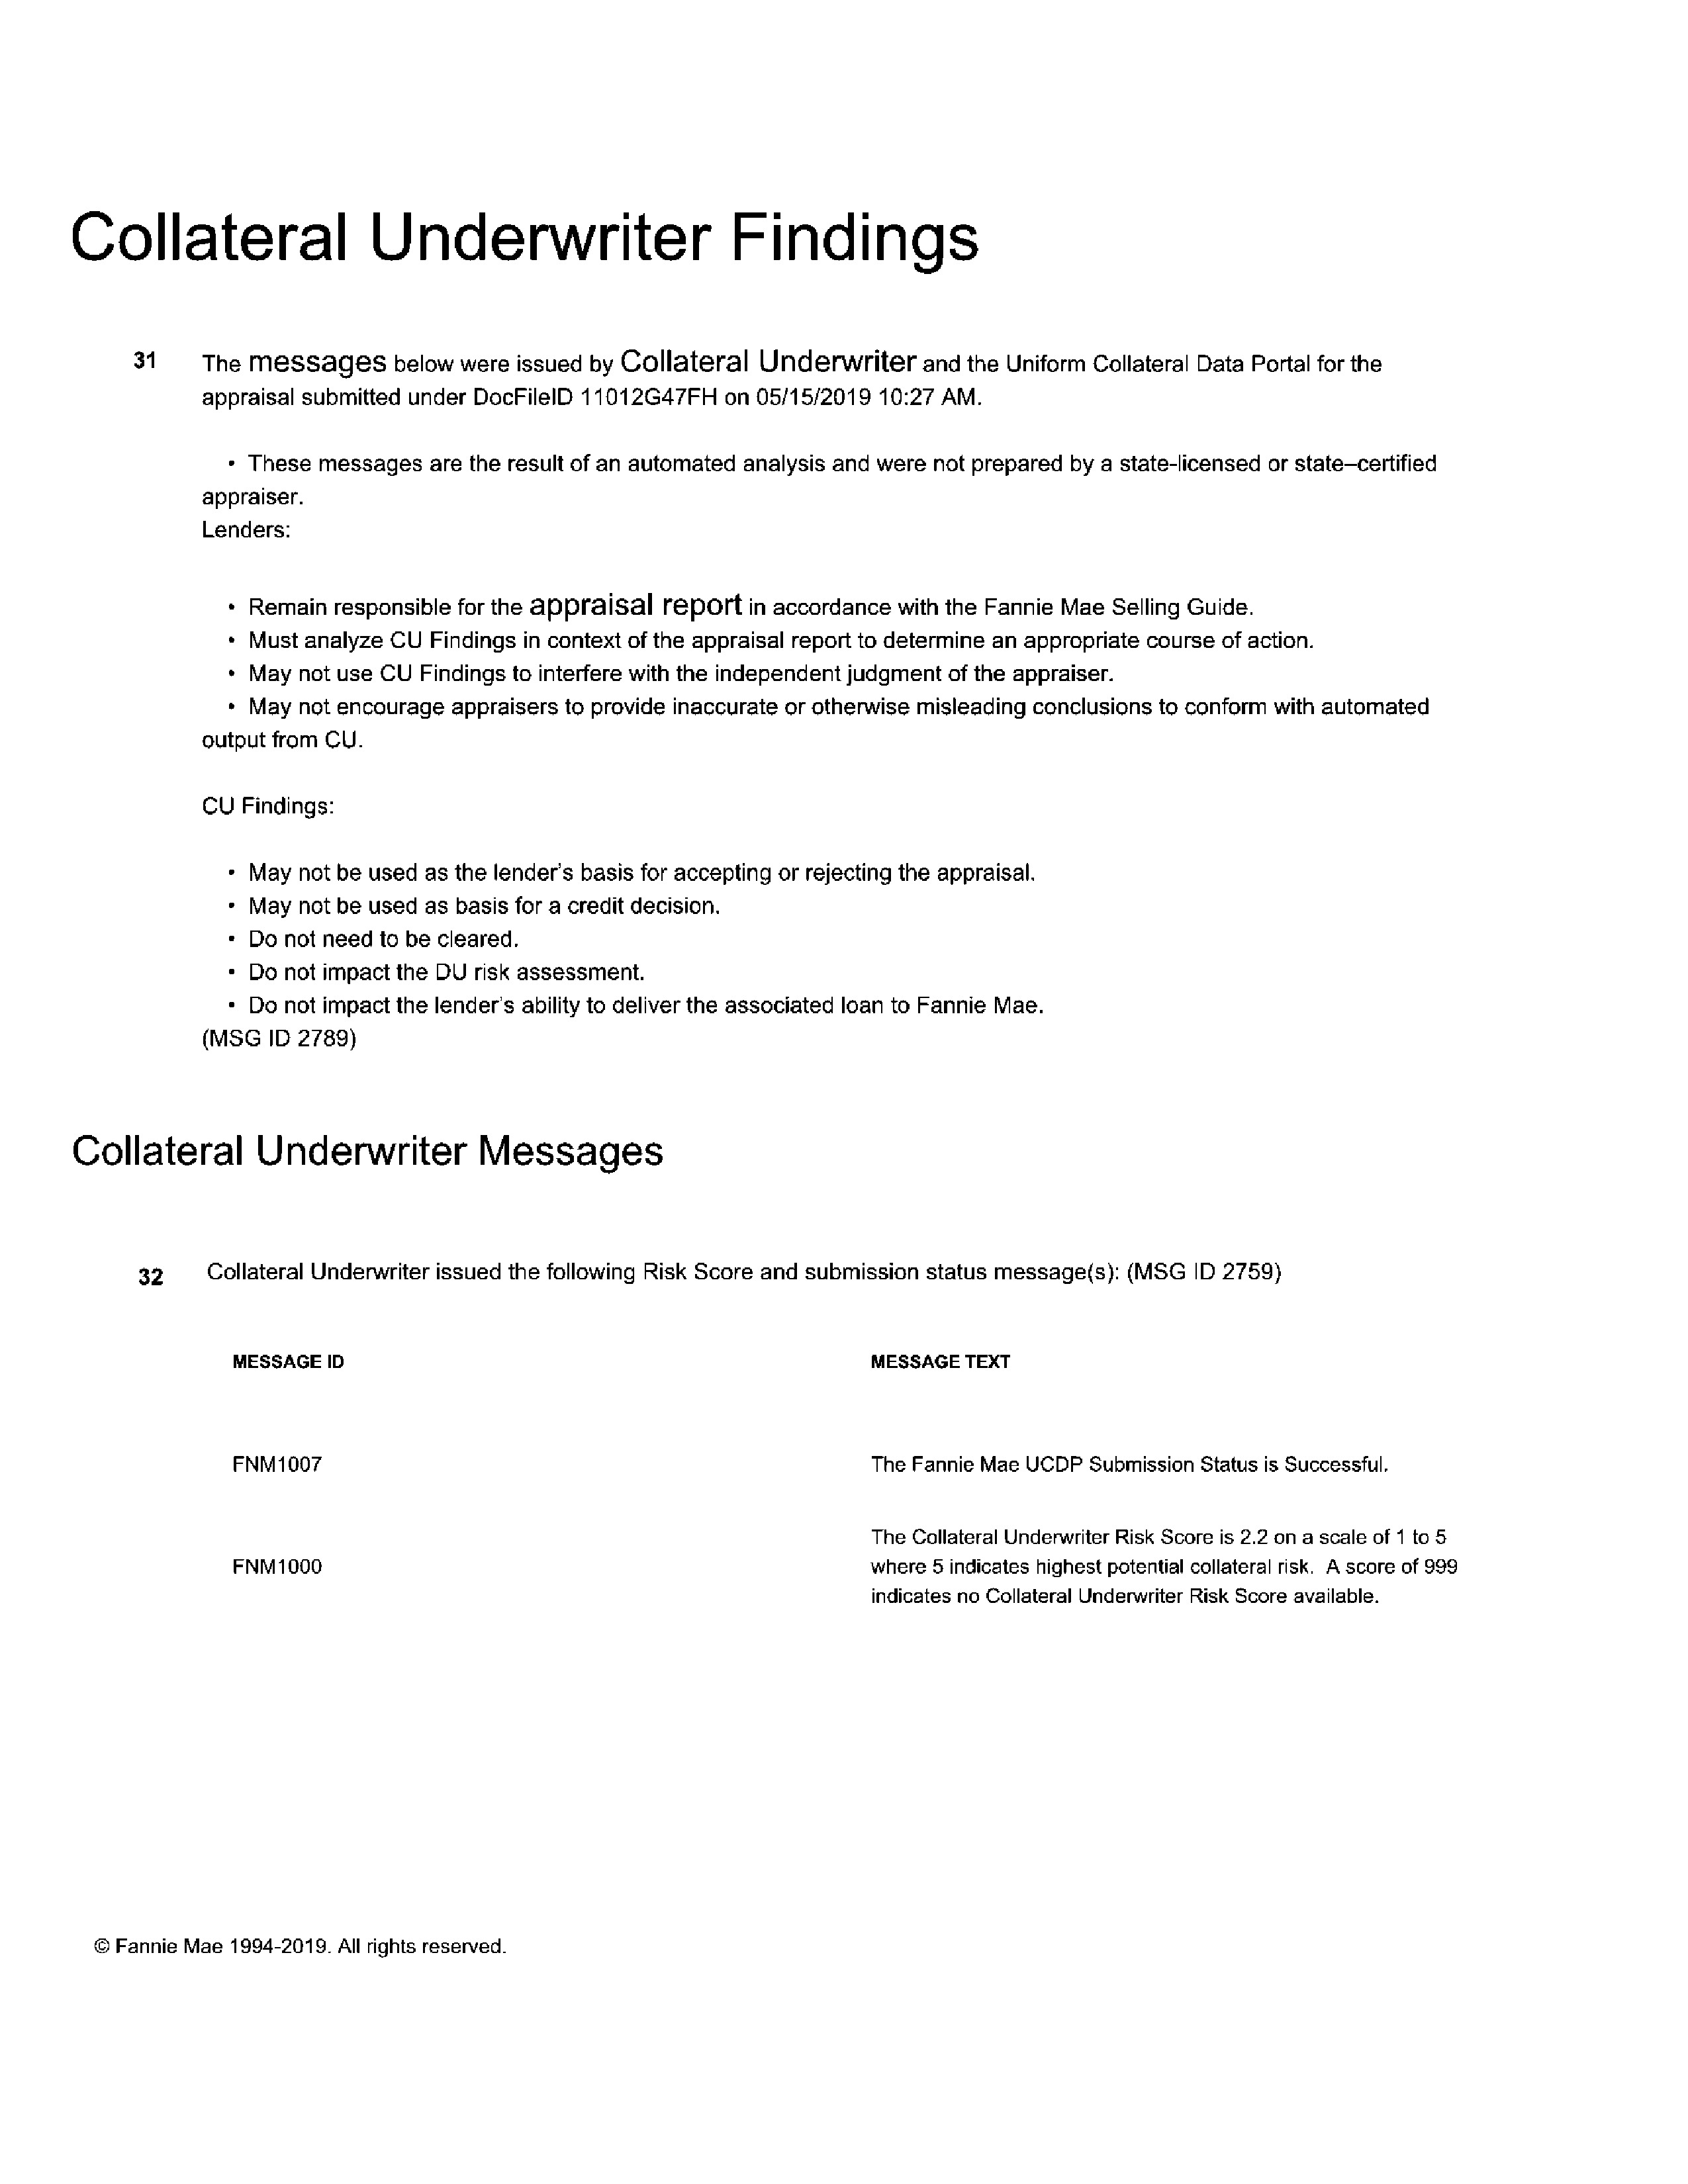 Collateral Underwriter Findings
31 The messages below were issued by Collateral Underwriter and the Uniform Collateral Data Portal for the
appraisal submitted under DocFileID 11012G47FH on 05/15/2019 10:27 AM.
• These messages are the result of an automated analysis and were not prepared by a state-licensed or state–certified
appraiser.
Lenders:
• Remain responsible for the appraisal report in accordance with the Fannie Mae Selling Guide.
• Must analyze CU Findings in context of the appraisal report to determine an appropriate course of action.
• May not use CU Findings to interfere with the independent judgment of the appraiser.
• May not encourage appraisers to provide inaccurate or otherwise misleading conclusions to conform with automated
output from CU.
CU Findings:
• May not be used as the lender's basis for accepting or rejecting the appraisal.
• May not be used as basis for a credit decision.
• Do not need to be cleared.
• Do not impact the DU risk assessment.
• Do not impact the lender's ability to deliver the associated loan to Fannie Mae.
(MSG ID 2789)
Collateral Underwriter Messages
32 Collateral Underwriter issued the following Risk Score and submission status message(s): (MSG ID 2759)
MESSAGE ID MESSAGE TEXT
FNM1007 The Fannie Mae UCDP Submission Status is Successful.
The Collateral Underwriter Risk Score is 2.2 on a scale of 1 to 5
FNM1000 where 5 indicates highest potential collateral risk. A score of 999
indicates no Collateral Underwriter Risk Score available.
© Fannie Mae 1994-2019. All rights reserved.